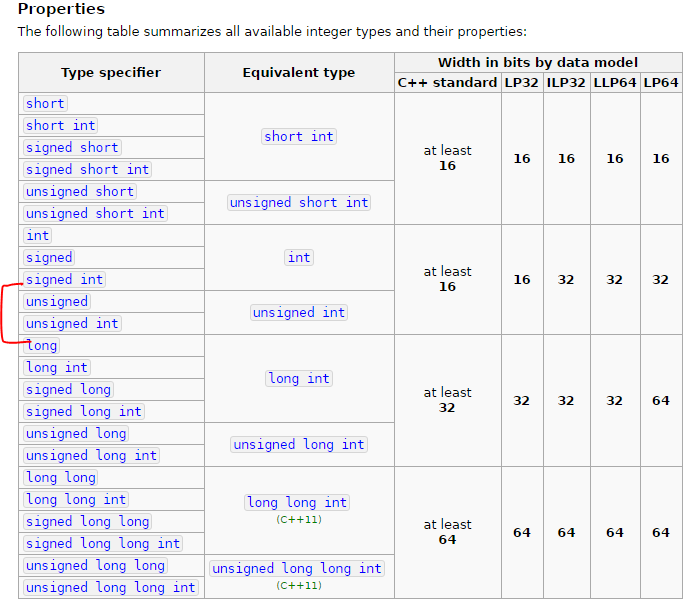 Properties
The following table summarizes all available integer types and their properties:
Type specifier Equivalent type Width in bits by data model
C++ standard LP32 ILP32 LLP64 LP64
short
short int
signed short
signed short int
short int
unsigned short
unsigned short int
unsigned short int
at least
16 16 16 16 16
int
signed
signed int
int
unsigned
unsigned int
unsigned int
at least
16 16 32 32 32
long
long int
signed long
signed long int
long int
unsigned long
unsigned long int
unsigned long int
at least
32 32 32 32 64
long long
long long int
signed long long
signed long long int
long long int
(C++11)
unsigned long long
unsigned long long int
unsigned long long int
(C++11)
at least
64 64 64 64 64